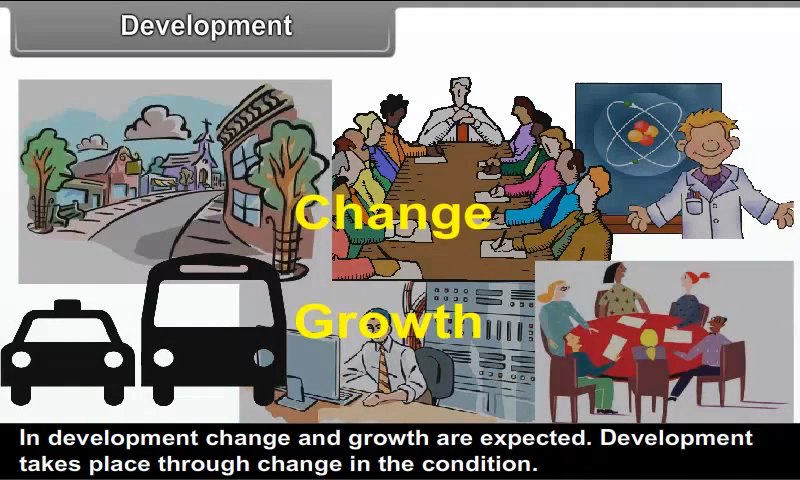 Development
Change
Growth
In development change and growth are expected. Development
takes place through change in the condition.